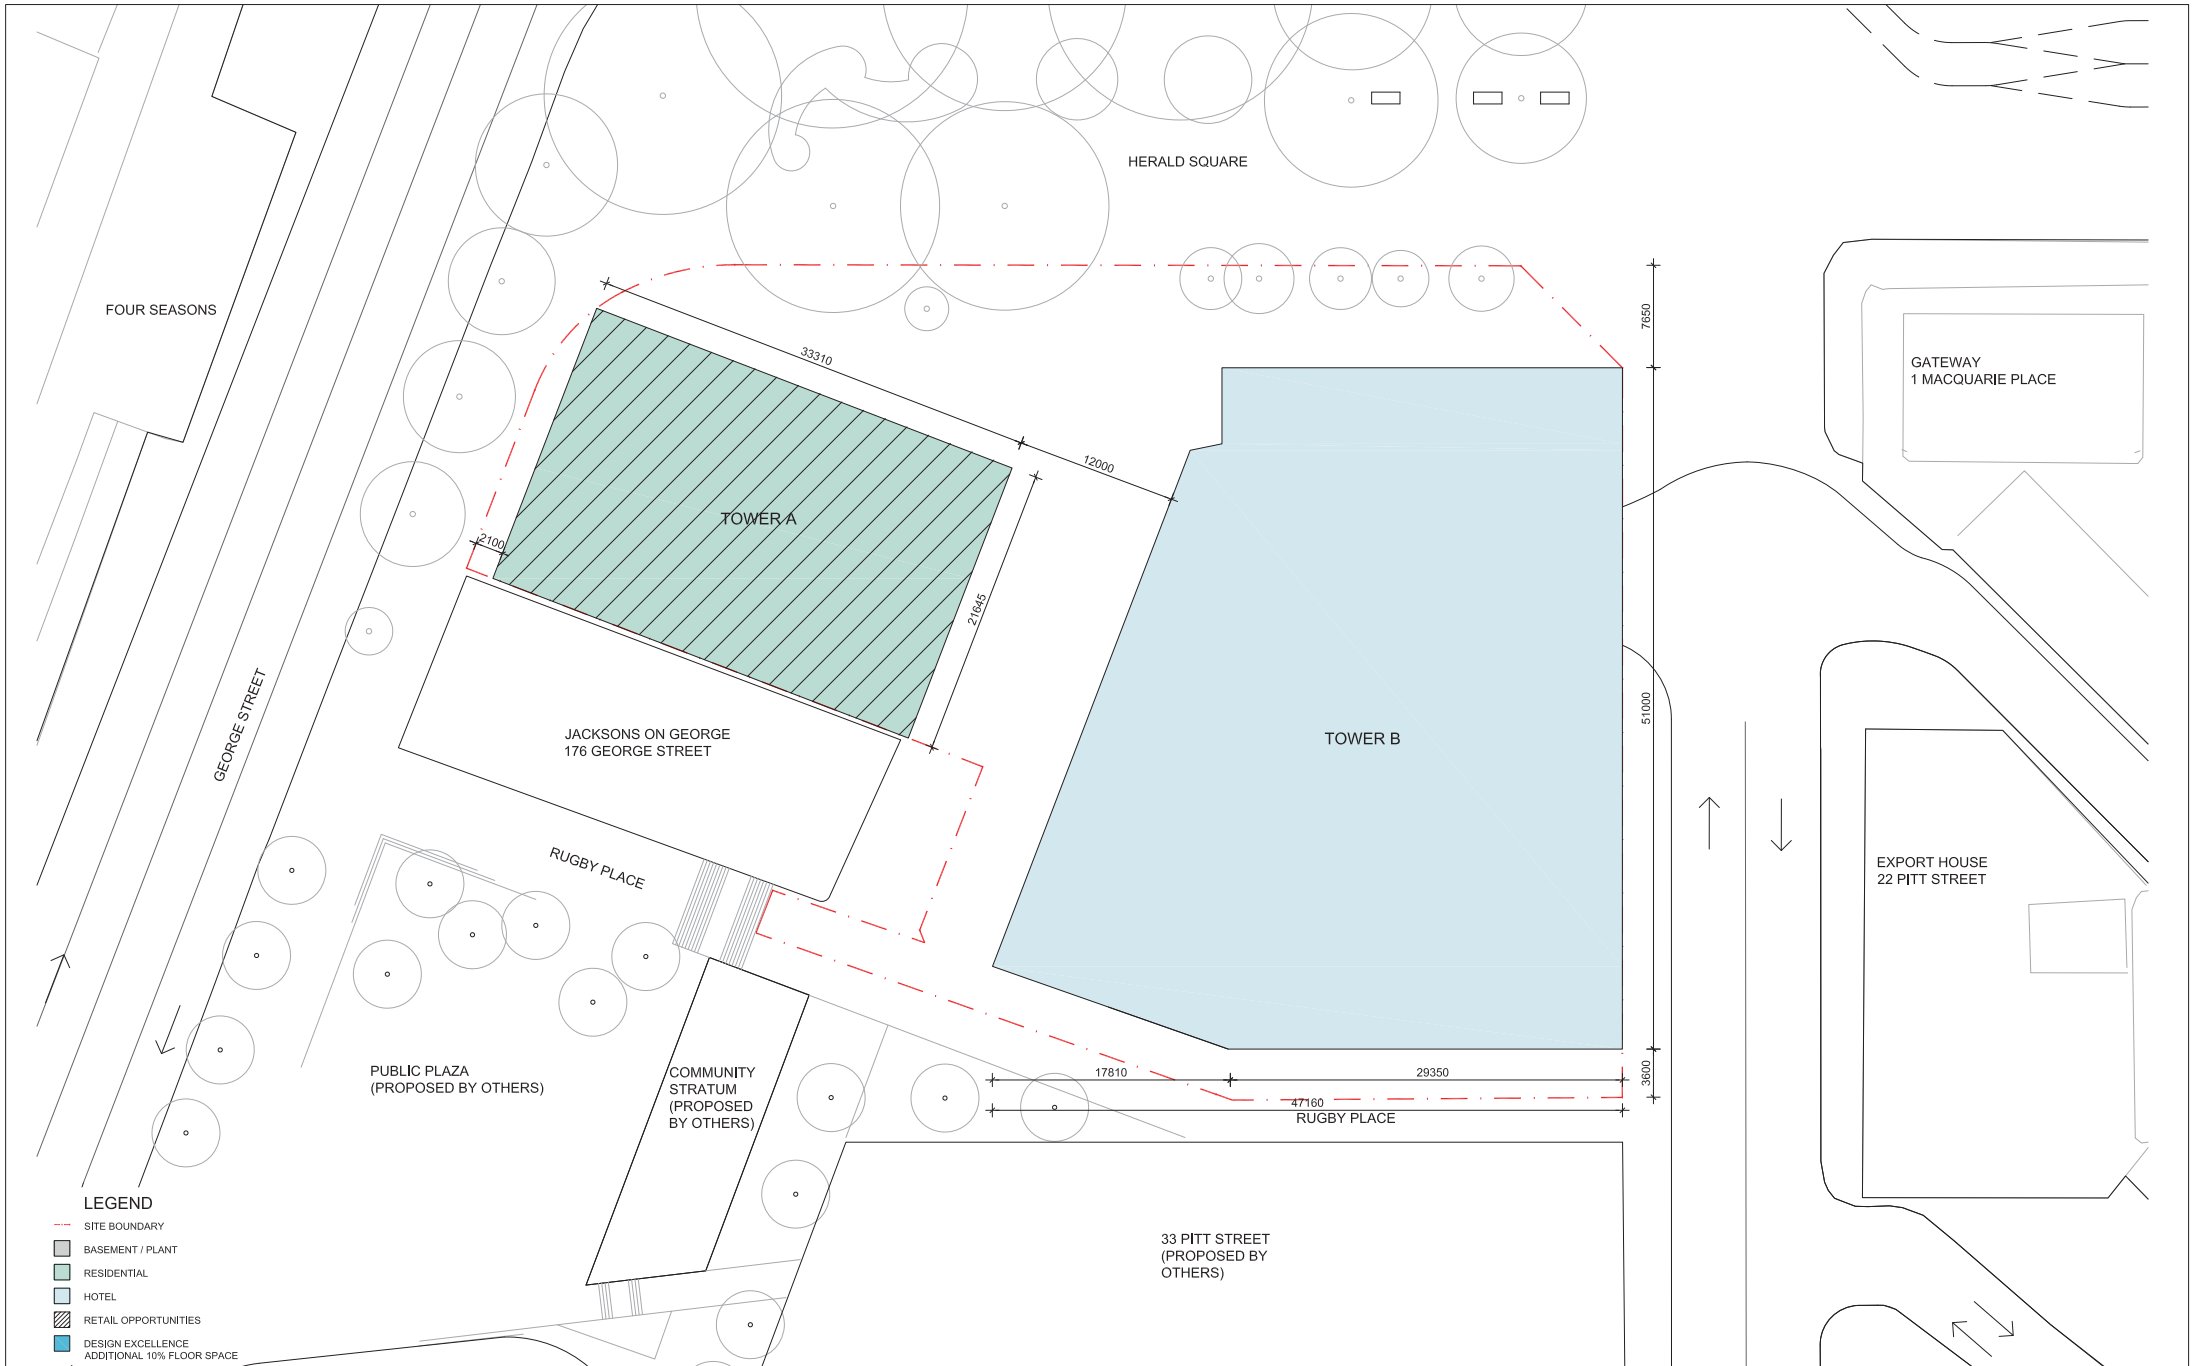 HERALD SQUARE
FOUR SEASONS
7650
33310
GATEWAY
1 MACQUARIE PLACE
12000
TOWER A
2100
21645
GEORGE STREET
51000
JACKSONS ON GEORGE
176 GEORGE STREET
TOWER B
RUGBY PLACE
EXPORT HOUSE
22 PITT STREET
PUBLIC PLAZA
(PROPOSED BY OTHERS)
COMMUNITY
STRATUM
(PROPOSED
BY OTHERS)
17810
29350
3600
47160
RUGBY PLACE
33 PITT STREET
(PROPOSED BY
OTHERS)
LEGEND
SITE BOUNDARY
BASEMENT / PLANT
RESIDENTIAL
HOTEL
RETAIL OPPORTUNITIES
DESIGN EXCELLENCE
ADDITIONAL 10% FLOOR SPACE